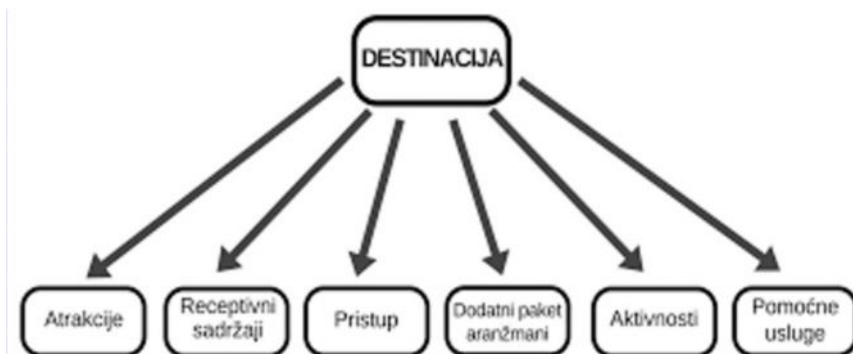 DESTINACIJA
Atrakcije
Receptivni
sadržaji
Pristup
Dodatni paket
aranžmani
Aktivnosti
Pomoćne
usluge